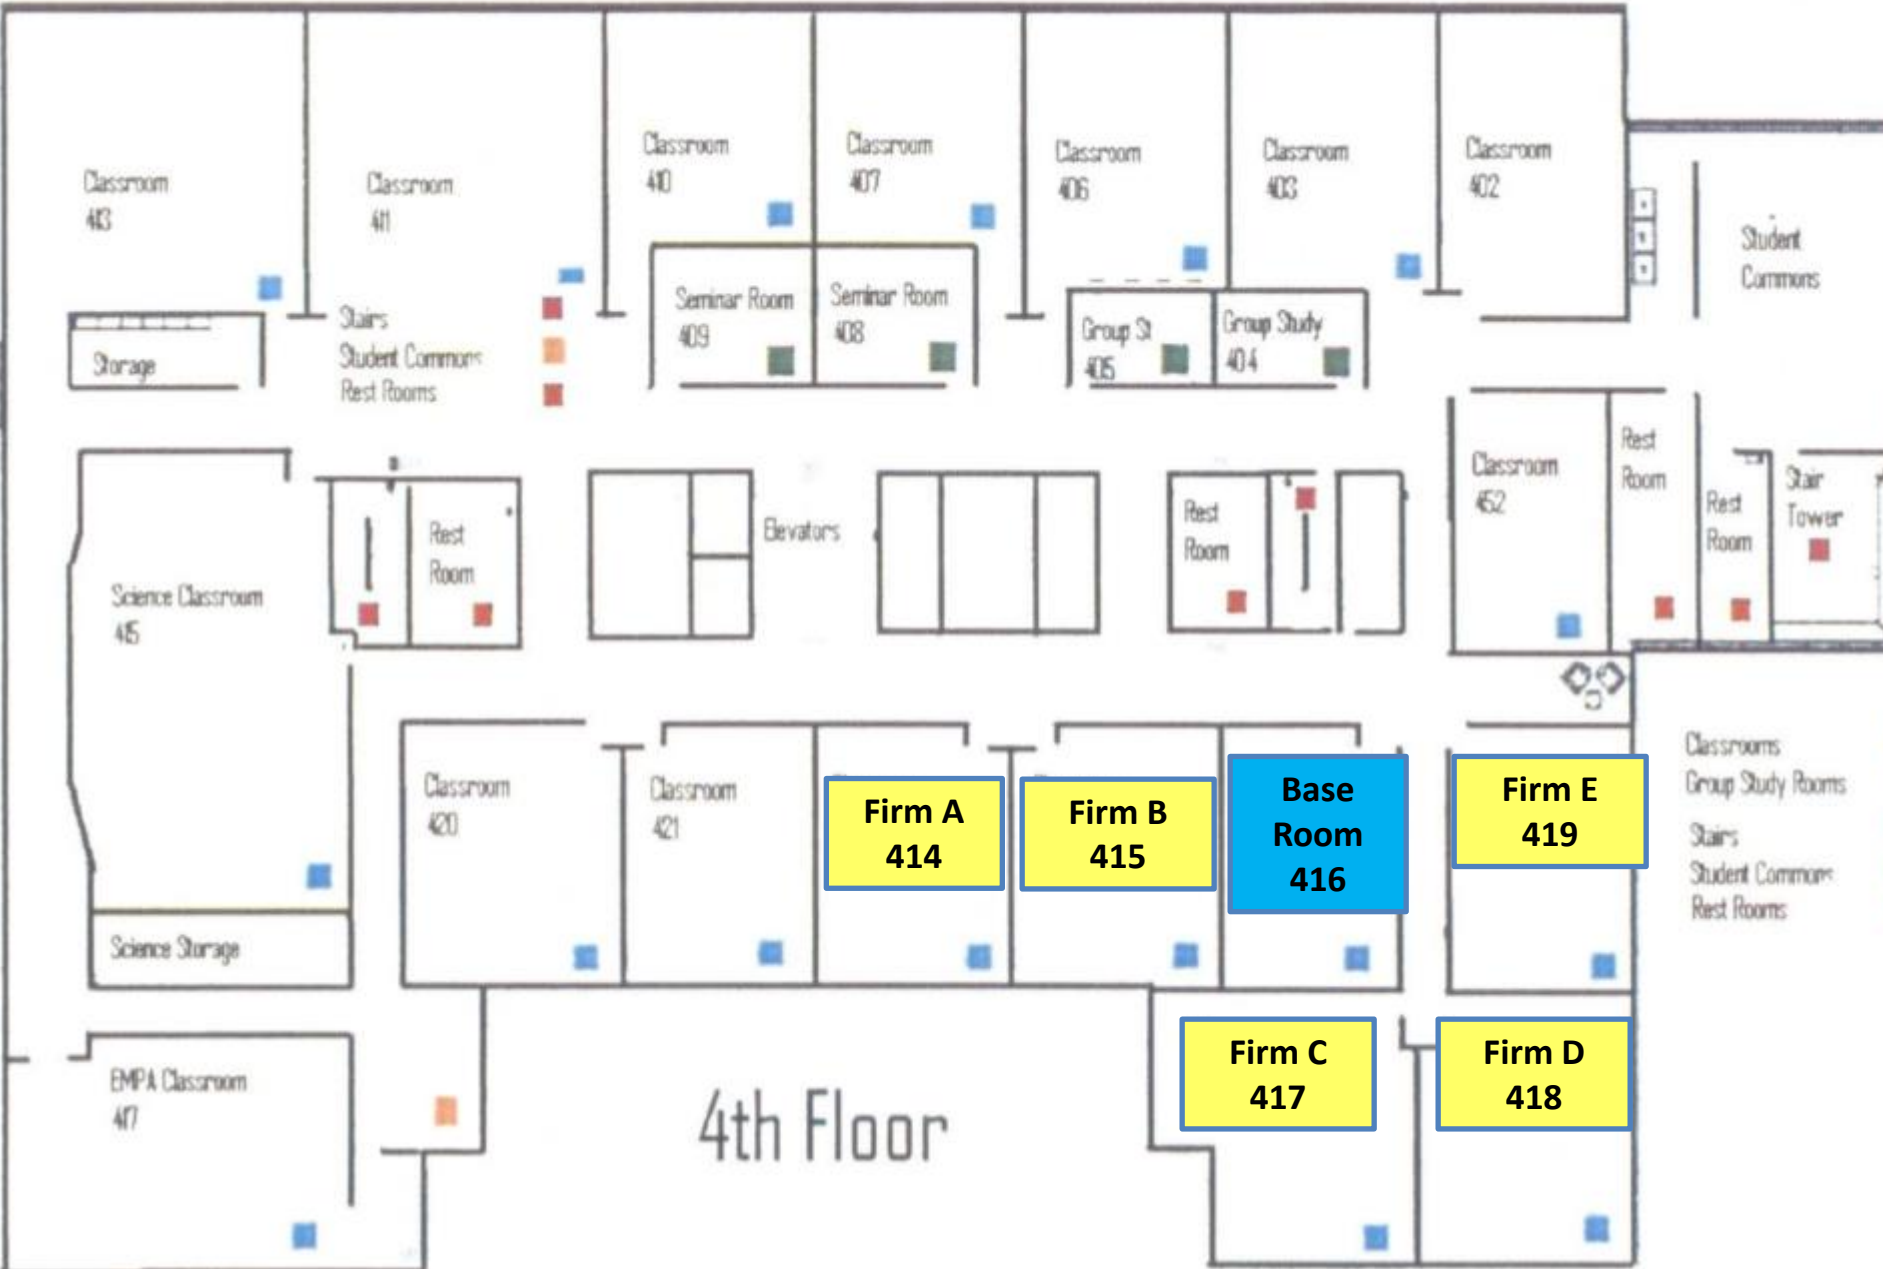 Classroom
413
Classroom
411
Classroom
410
Classroom
407
Classroom
406
Classroom
403
Classroom
402
Student
Commons
Storage
Stairs
Student Commons
Rest Rooms
Seminar Room
409
Seminar Room
408
Group St
405
Group Study
404
Science Classroom
415
Rest
Room
Elevators
Rest
Room
Classroom
452
Rest
Room
Rest
Room
Stair
Tower
Classroom
420
Classroom
421
Firm A
414
Firm B
415
Base
Room
416
Firm E
419
Classrooms
Group Study Rooms
Stairs
Student Commons
Rest Rooms
Science Storage
EMPA Classroom
417
4th Floor
Firm C
417
Firm D
418